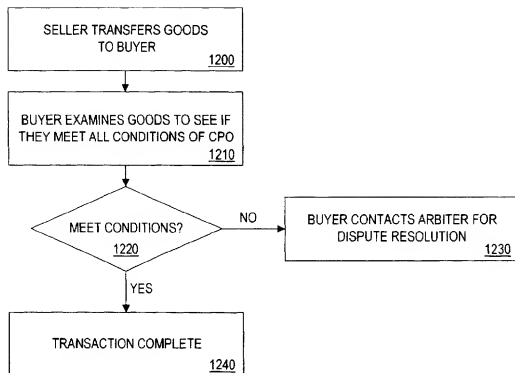 SELLER TRANSFERS GOODS
TO BUYER
1200
BUYER EXAMINES GOODS TO SEE IF
THEY MEET ALL CONDITIONS OF CPO
1210
MEET CONDITIONS?
1220
NO
BUYER CONTACTS ARBITER FOR
DISPUTE RESOLUTION
1230
YES
TRANSACTION COMPLETE
1240